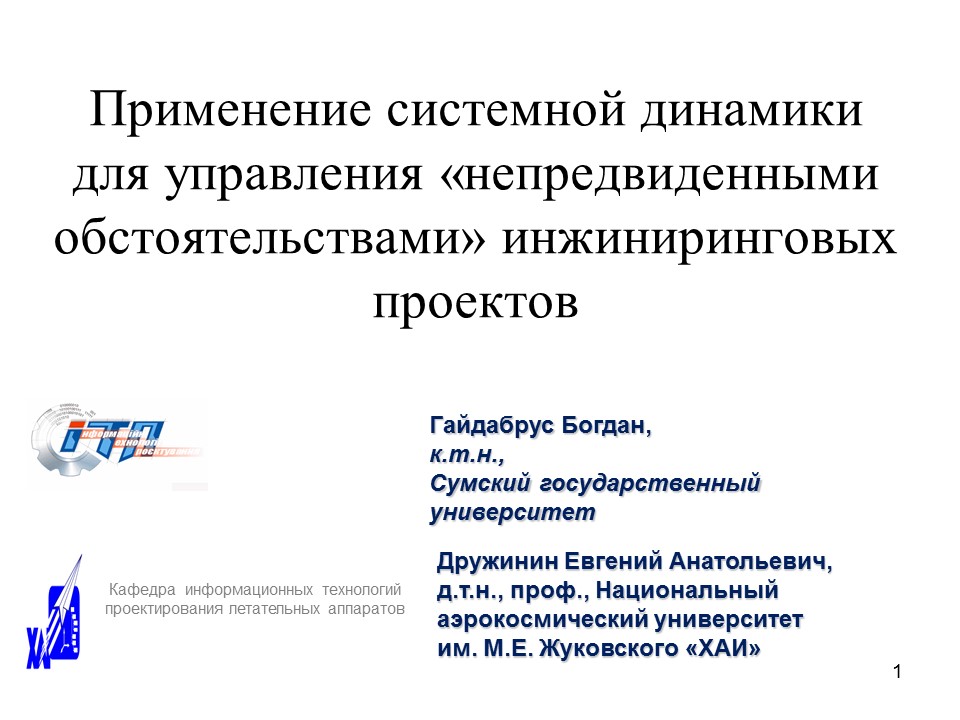 Применение системной динамики
для управления «непредвиденными
обстоятельствами» инжиниринговых
проектов
ІТП
Гайдабрус Богдан,
к.т.н.,
Сумский государственный
университет
Кафедра информационных технологий
проектирования летательных аппаратов
Дружинин Евгений Анатольевич,
д.т.н., проф., Национальный
аэрокосмический университет
им. М.Е. Жуковского «ХАИ»
1